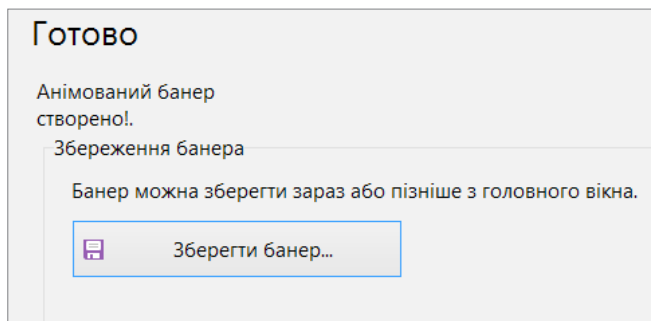 Готово
Анімований банер
створено!.
Збереження банера
Банер можна зберегти зараз або пізніше з головного вікна.
Зберегти банер...